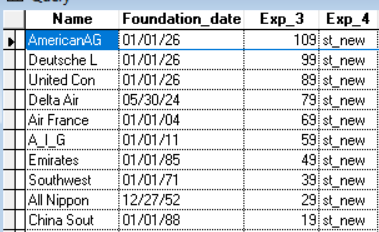 Name Foundation_date Exp_3 Exp_4
AmericanAG 01/01/26 109 st_new
Deutsche L 01/01/26 99 st_new
United Con 01/01/26 89 st_new
Delta Air 05/30/24 79 st_new
Air France 01/01/04 69 st_new
A_I_G 01/01/11 59 st_new
Emirates 01/01/85 49 st_new
Southwest 01/01/71 39 st_new
All Nippon 12/27/52 29 st_new
China Sout 01/01/88 19 st_new